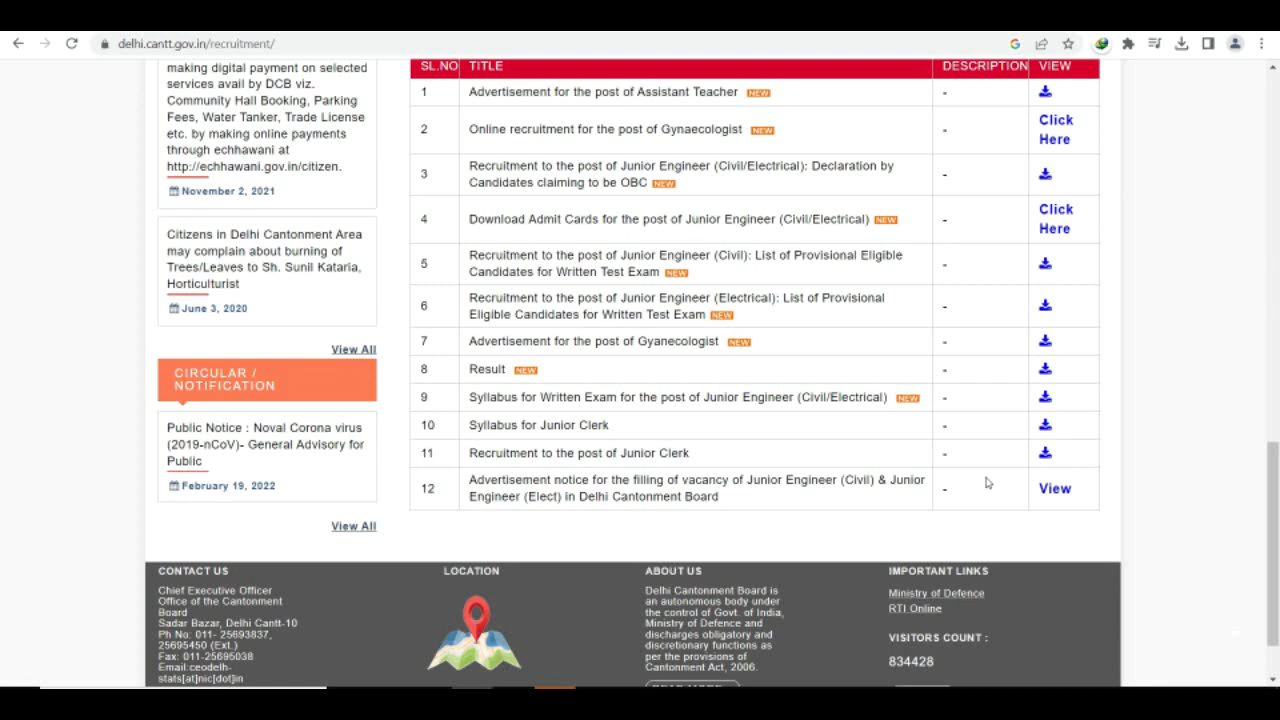 delhi.cantt.gov.in/recruitment/
making digital payment on selected
services avail by DCB viz.
Community Hall Booking, Parking
Fees, Water Tanker, Trade License
etc. by making online payments
through echhawani at
http://echhawani.gov.in/citizen.
November 2, 2021
Citizens in Delhi Cantonment Area
may complain about burning of
Trees/Leaves to Sh. Sunil Kataria,
Horticulturist
June 3, 2020
View All
CIRCULAR /
NOTIFICATION
Public Notice : Noval Corona virus
(2019-nCoV)- General Advisory for
Public
February 19, 2022
View All
SL.NO TITLE DESCRIPTION VIEW
1 Advertisement for the post of Assistant Teacher NEW -
2 Online recruitment for the post of Gynaecologist NEW - Click
Here
3 Recruitment to the post of Junior Engineer (Civil/Electrical): Declaration by
Candidates claiming to be OBC NEW -
4 Download Admit Cards for the post of Junior Engineer (Civil/Electrical) NEW - Click
Here
5 Recruitment to the post of Junior Engineer (Civil): List of Provisional Eligible
Candidates for Written Test Exam NEW -
6 Recruitment to the post of Junior Engineer (Electrical): List of Provisional
Eligible Candidates for Written Test Exam NEW -
7 Advertisement for the post of Gyanecologist NEW -
8 Result NEW -
9 Syllabus for Written Exam for the post of Junior Engineer (Civil/Electrical) NEW -
10 Syllabus for Junior Clerk -
11 Recruitment to the post of Junior Clerk -
12 Advertisement notice for the filling of vacancy of Junior Engineer (Civil) & Junior
Engineer (Elect) in Delhi Cantonment Board - View
CONTACT US
Chief Executive Officer
Office of the Cantonment
Board
Sadar Bazar, Delhi Cantt-10
Ph No: 011- 25693837,
25695450 (Ext.)
Fax: 011-25695038
Email:ceodelh-
stats[at]nic[dot]in
LOCATION
ABOUT US
Delhi Cantonment Board is
an autonomous body under
the control of Govt. of India,
Ministry of Defence and
discharges obligatory and
discretionary functions as
per the provisions of
Cantonment Act, 2006.
IMPORTANT LINKS
Ministry of Defence
RTI Online
VISITORS COUNT :
834428